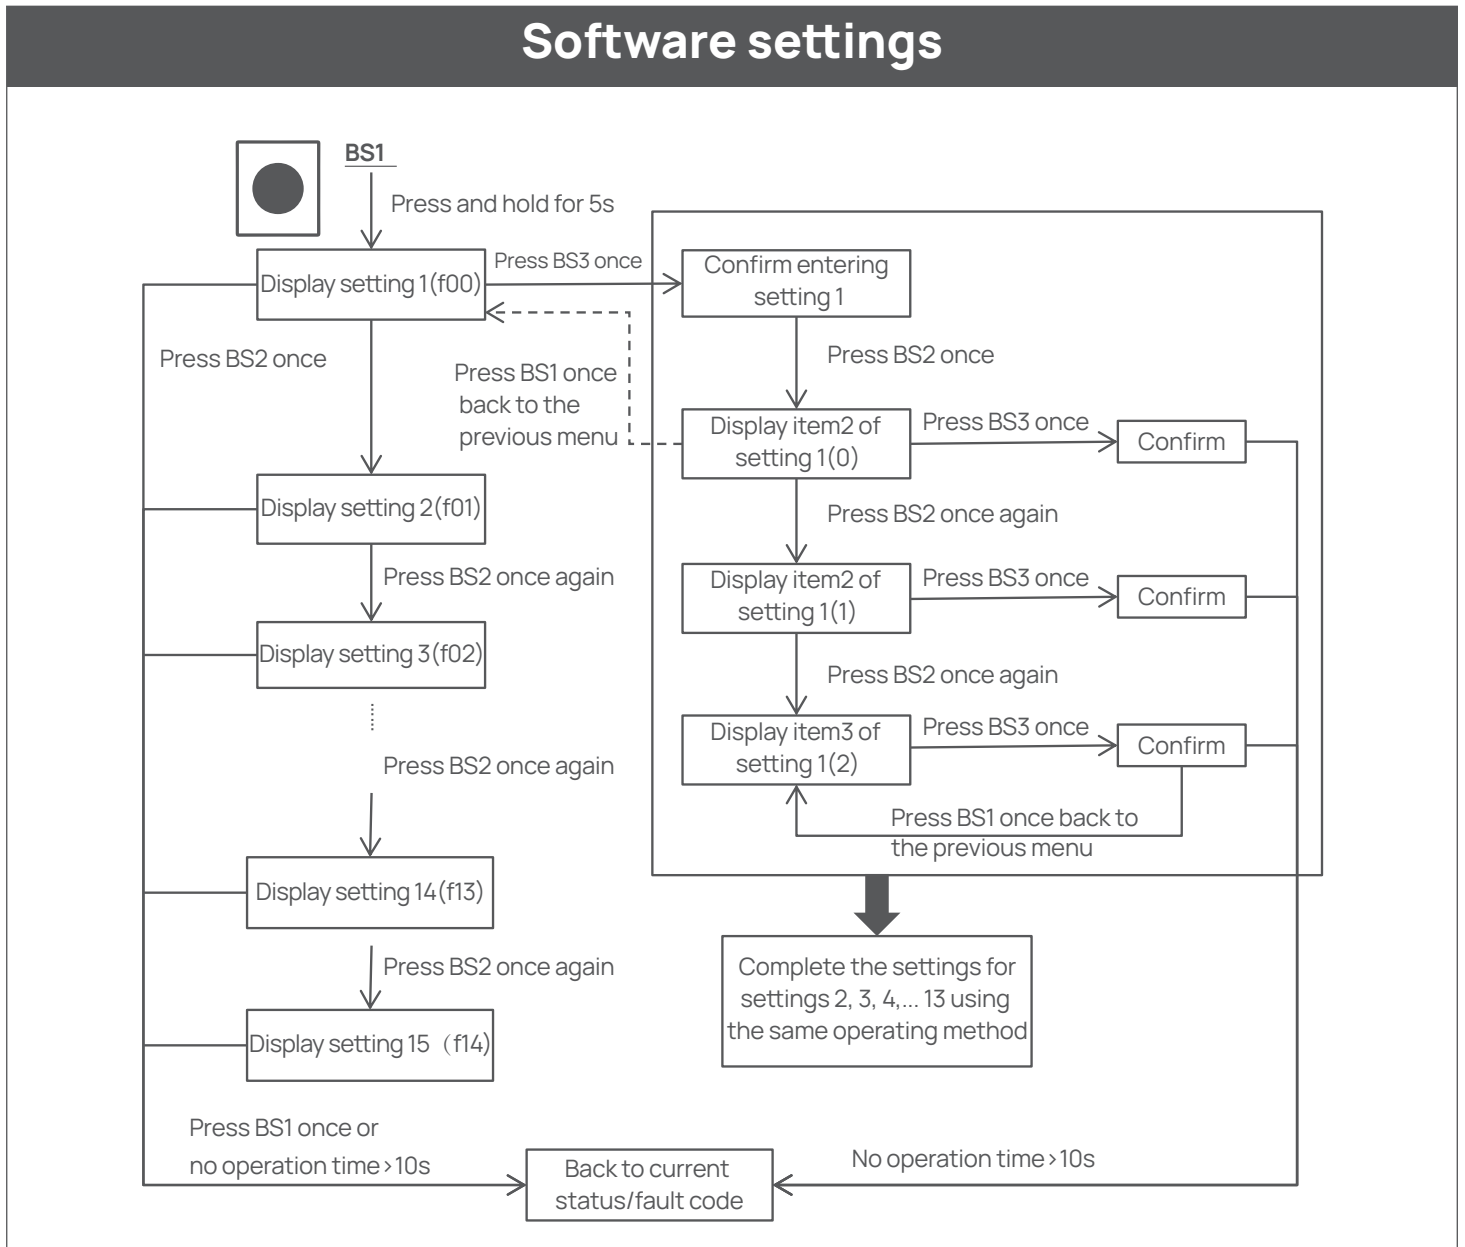 Software settings
BS1
Press and hold for 5s
Display setting 1(f00)
Press BS3 once
Confirm entering
setting 1
Press BS2 once
Press BS2 once
Press BS1 once
back to the
previous menu
Display item2 of
setting 1(0)
Press BS3 once
Confirm
Display setting 2(f01)
Press BS2 once again
Press BS2 once again
Display item2 of
setting 1(1)
Press BS3 once
Confirm
Display setting 3(f02)
Press BS2 once again
Display item3 of
setting 1(2)
Press BS3 once
Confirm
Press BS2 once again
Press BS1 once back to
the previous menu
Display setting 14(f13)
Press BS2 once again
Complete the settings for
settings 2, 3, 4,... 13 using
the same operating method
Display setting 15（f14)
Press BS1 once or
no operation time>10s
Back to current
status/fault code
No operation time>10s